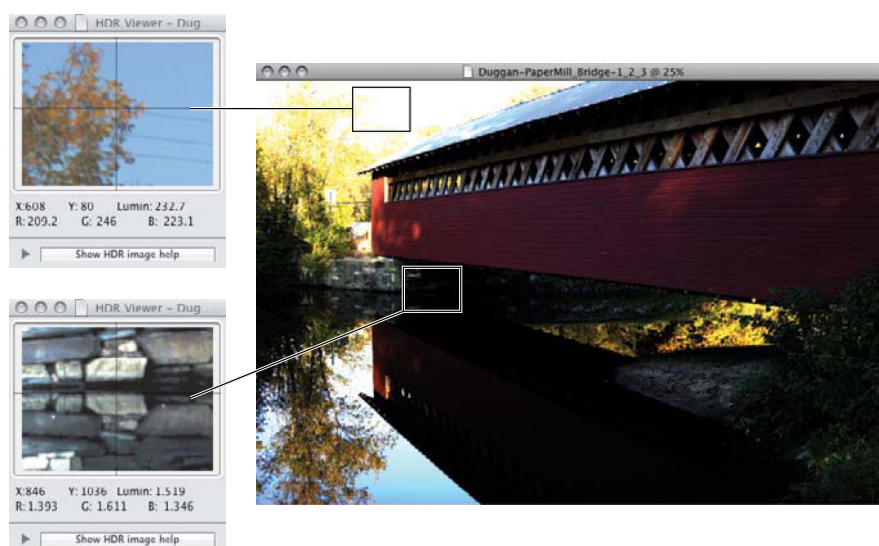 HDR Viewer - Dug...
X:608 Y: 80 Lumin: 232.7
R: 209.2 G: 246 B: 223.1
Show HDR image help
Duggan-PaperMill_Bridge-1_2_3 @ 25%
HDR Viewer - Dug...
X:846 Y: 1036 Lumin: 1.519
R: 1.393 G: 1.611 B: 1.346
Show HDR image help